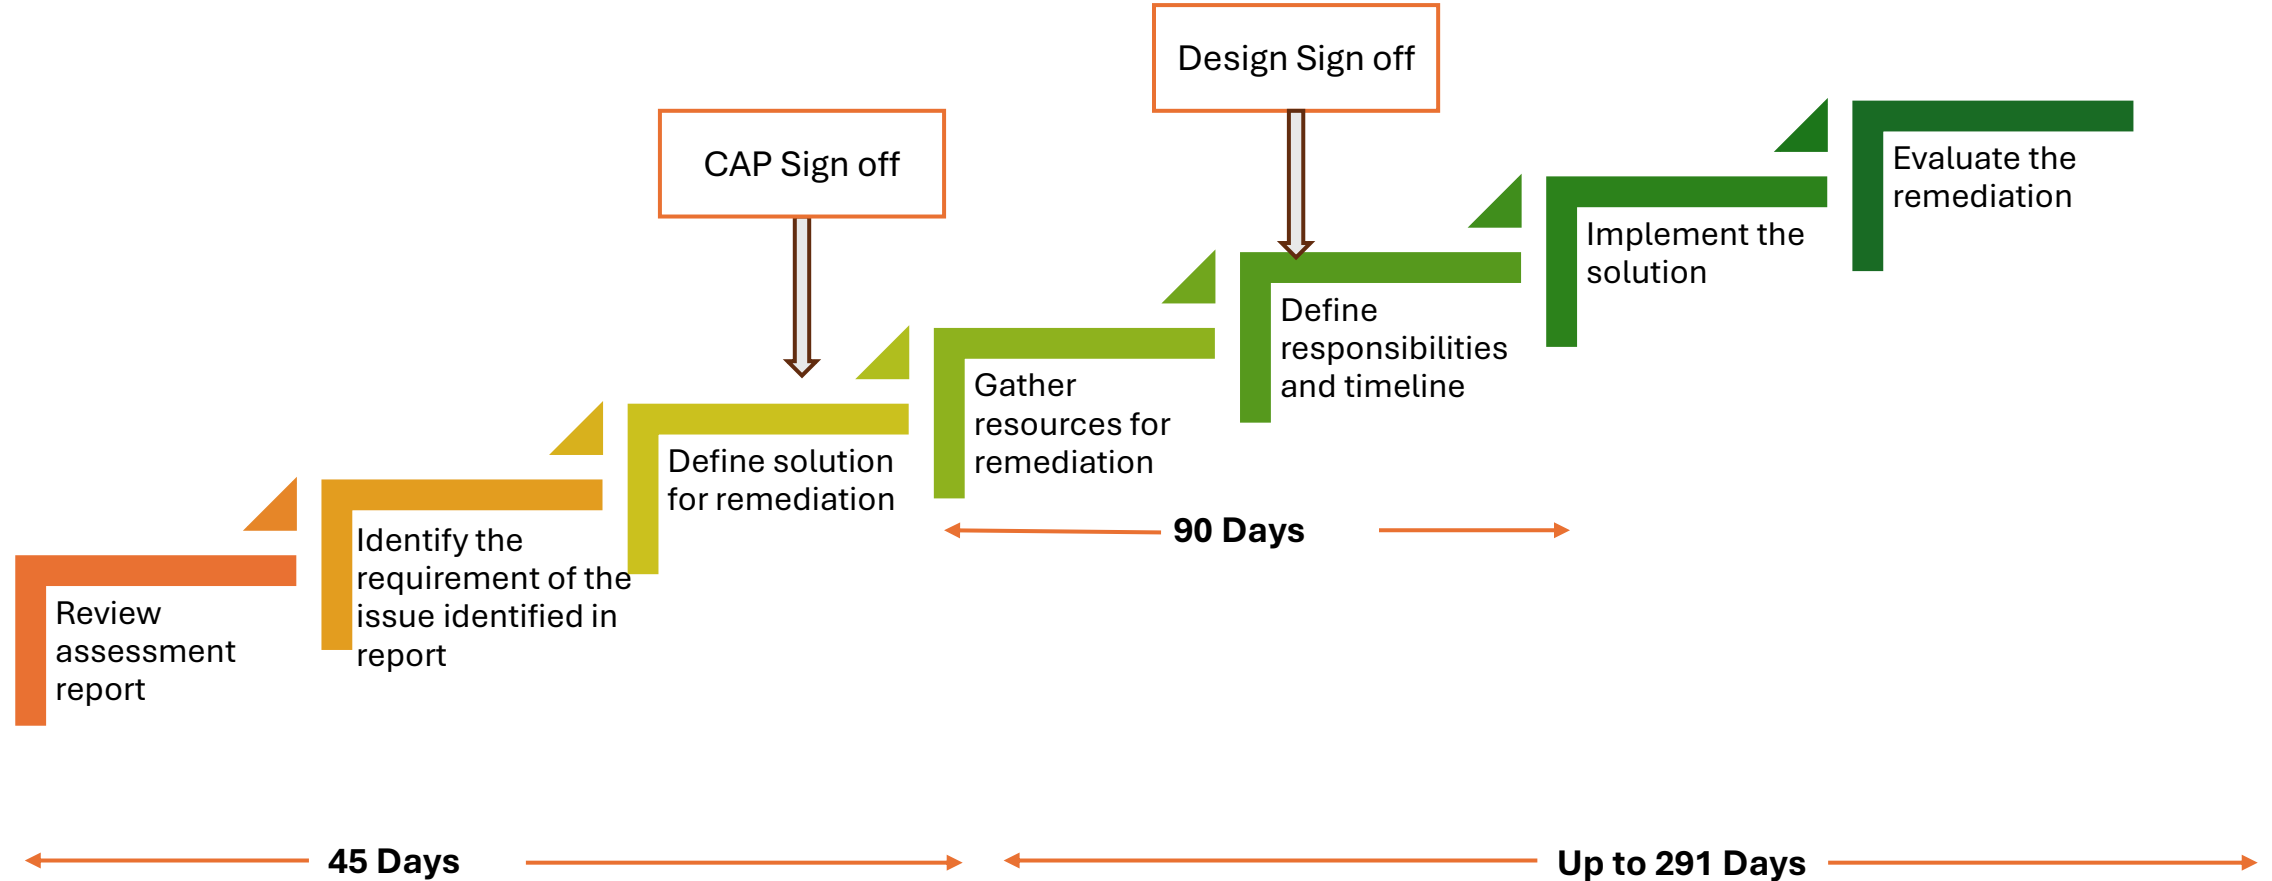 Design Sign off
CAP Sign off
Evaluate the
remediation
Implement the
solution
Define
responsibilities
and timeline
Gather
resources for
remediation
Define solution
for remediation
90 Days
Identify the
requirement of the
issue identified in
report
Review
assessment
report
45 Days
Up to 291 Days